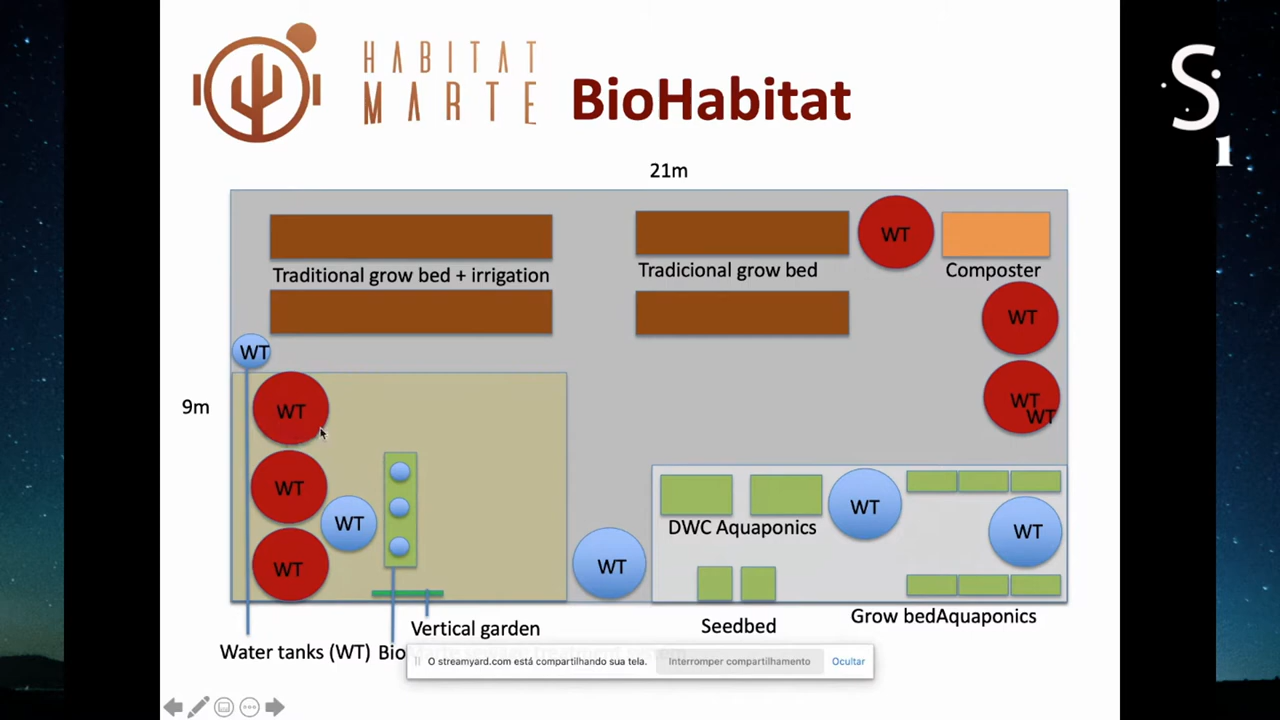 HABITAT
MARTE
BioHabitat
S
1
21m
WT
Traditional grow bed + irrigation
Tradicional grow bed
Composter
WT
WT
9m
WT
WT
WT
WT
WT
WT
WT
DWC Aquaponics
WT
WT
WT
Seedbed
Grow bedAquaponics
Vertical garden
Water tanks (WT)
Bio
O streamyard.com está compartilhando sua tela.
Interromper compartilhamento
Ocultar